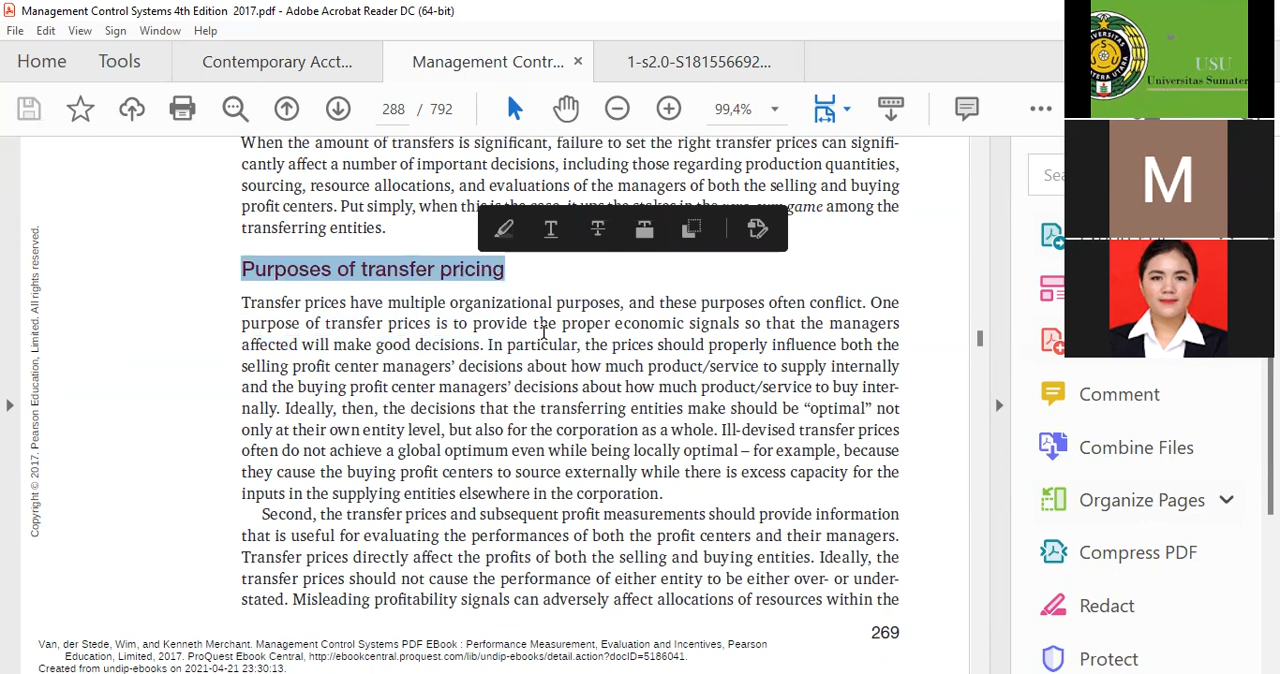 Management Control Systems 4th Edition 2017.pdf - Adobe Acrobat Reader DC (64-bit)
File Edit View Sign Window Help
Home Tools Contemporary Acct... Management Contr... × 1-s2.0-S181556692...
288 / 792 99,4%
When the amount of transfers is significant, failure to set the right transfer prices can signifi-
cantly affect a number of important decisions, including those regarding production quantities,
sourcing, resource allocations, and evaluations of the managers of both the selling and buying
profit centers. Put simply, when this is the case, it ups the stakes in the game among the
transferring entities.
Purposes of transfer pricing
Transfer prices have multiple organizational purposes, and these purposes often conflict. One
purpose of transfer prices is to provide the proper economic signals so that the managers
affected will make good decisions. In particular, the prices should properly influence both the
selling profit center managers' decisions about how much product/service to supply internally
and the buying profit center managers' decisions about how much product/service to buy inter-
nally. Ideally, then, the decisions that the transferring entities make should be "optimal" not
only at their own entity level, but also for the corporation as a whole. Ill-devised transfer prices
often do not achieve a global optimum even while being locally optimal – for example, because
they cause the buying profit centers to source externally while there is excess capacity for the
inputs in the supplying entities elsewhere in the corporation.
Second, the transfer prices and subsequent profit measurements should provide information
that is useful for evaluating the performances of both the profit centers and their managers.
Transfer prices directly affect the profits of both the selling and buying entities. Ideally, the
transfer prices should not cause the performance of either entity to be either over- or under-
stated. Misleading profitability signals can adversely affect allocations of resources within the
269
Van, der Stede, Wim, and Kenneth Merchant. Management Control Systems PDF EBook : Performance Measurement, Evaluation and Incentives, Pearson
Education, Limited, 2017. ProQuest Ebook Central, http://ebookcentral.proquest.com/lib/undip-ebooks/detail.action?docID=5186041.
Created from undip-ebooks on 2021-04-21 23:30:13.
Copyright © 2017. Pearson Education, Limited. All rights reserved.
Sea
Comment
Combine Files
Organize Pages
Compress PDF
Redact
Protect
USU
Universitas Sumater
M